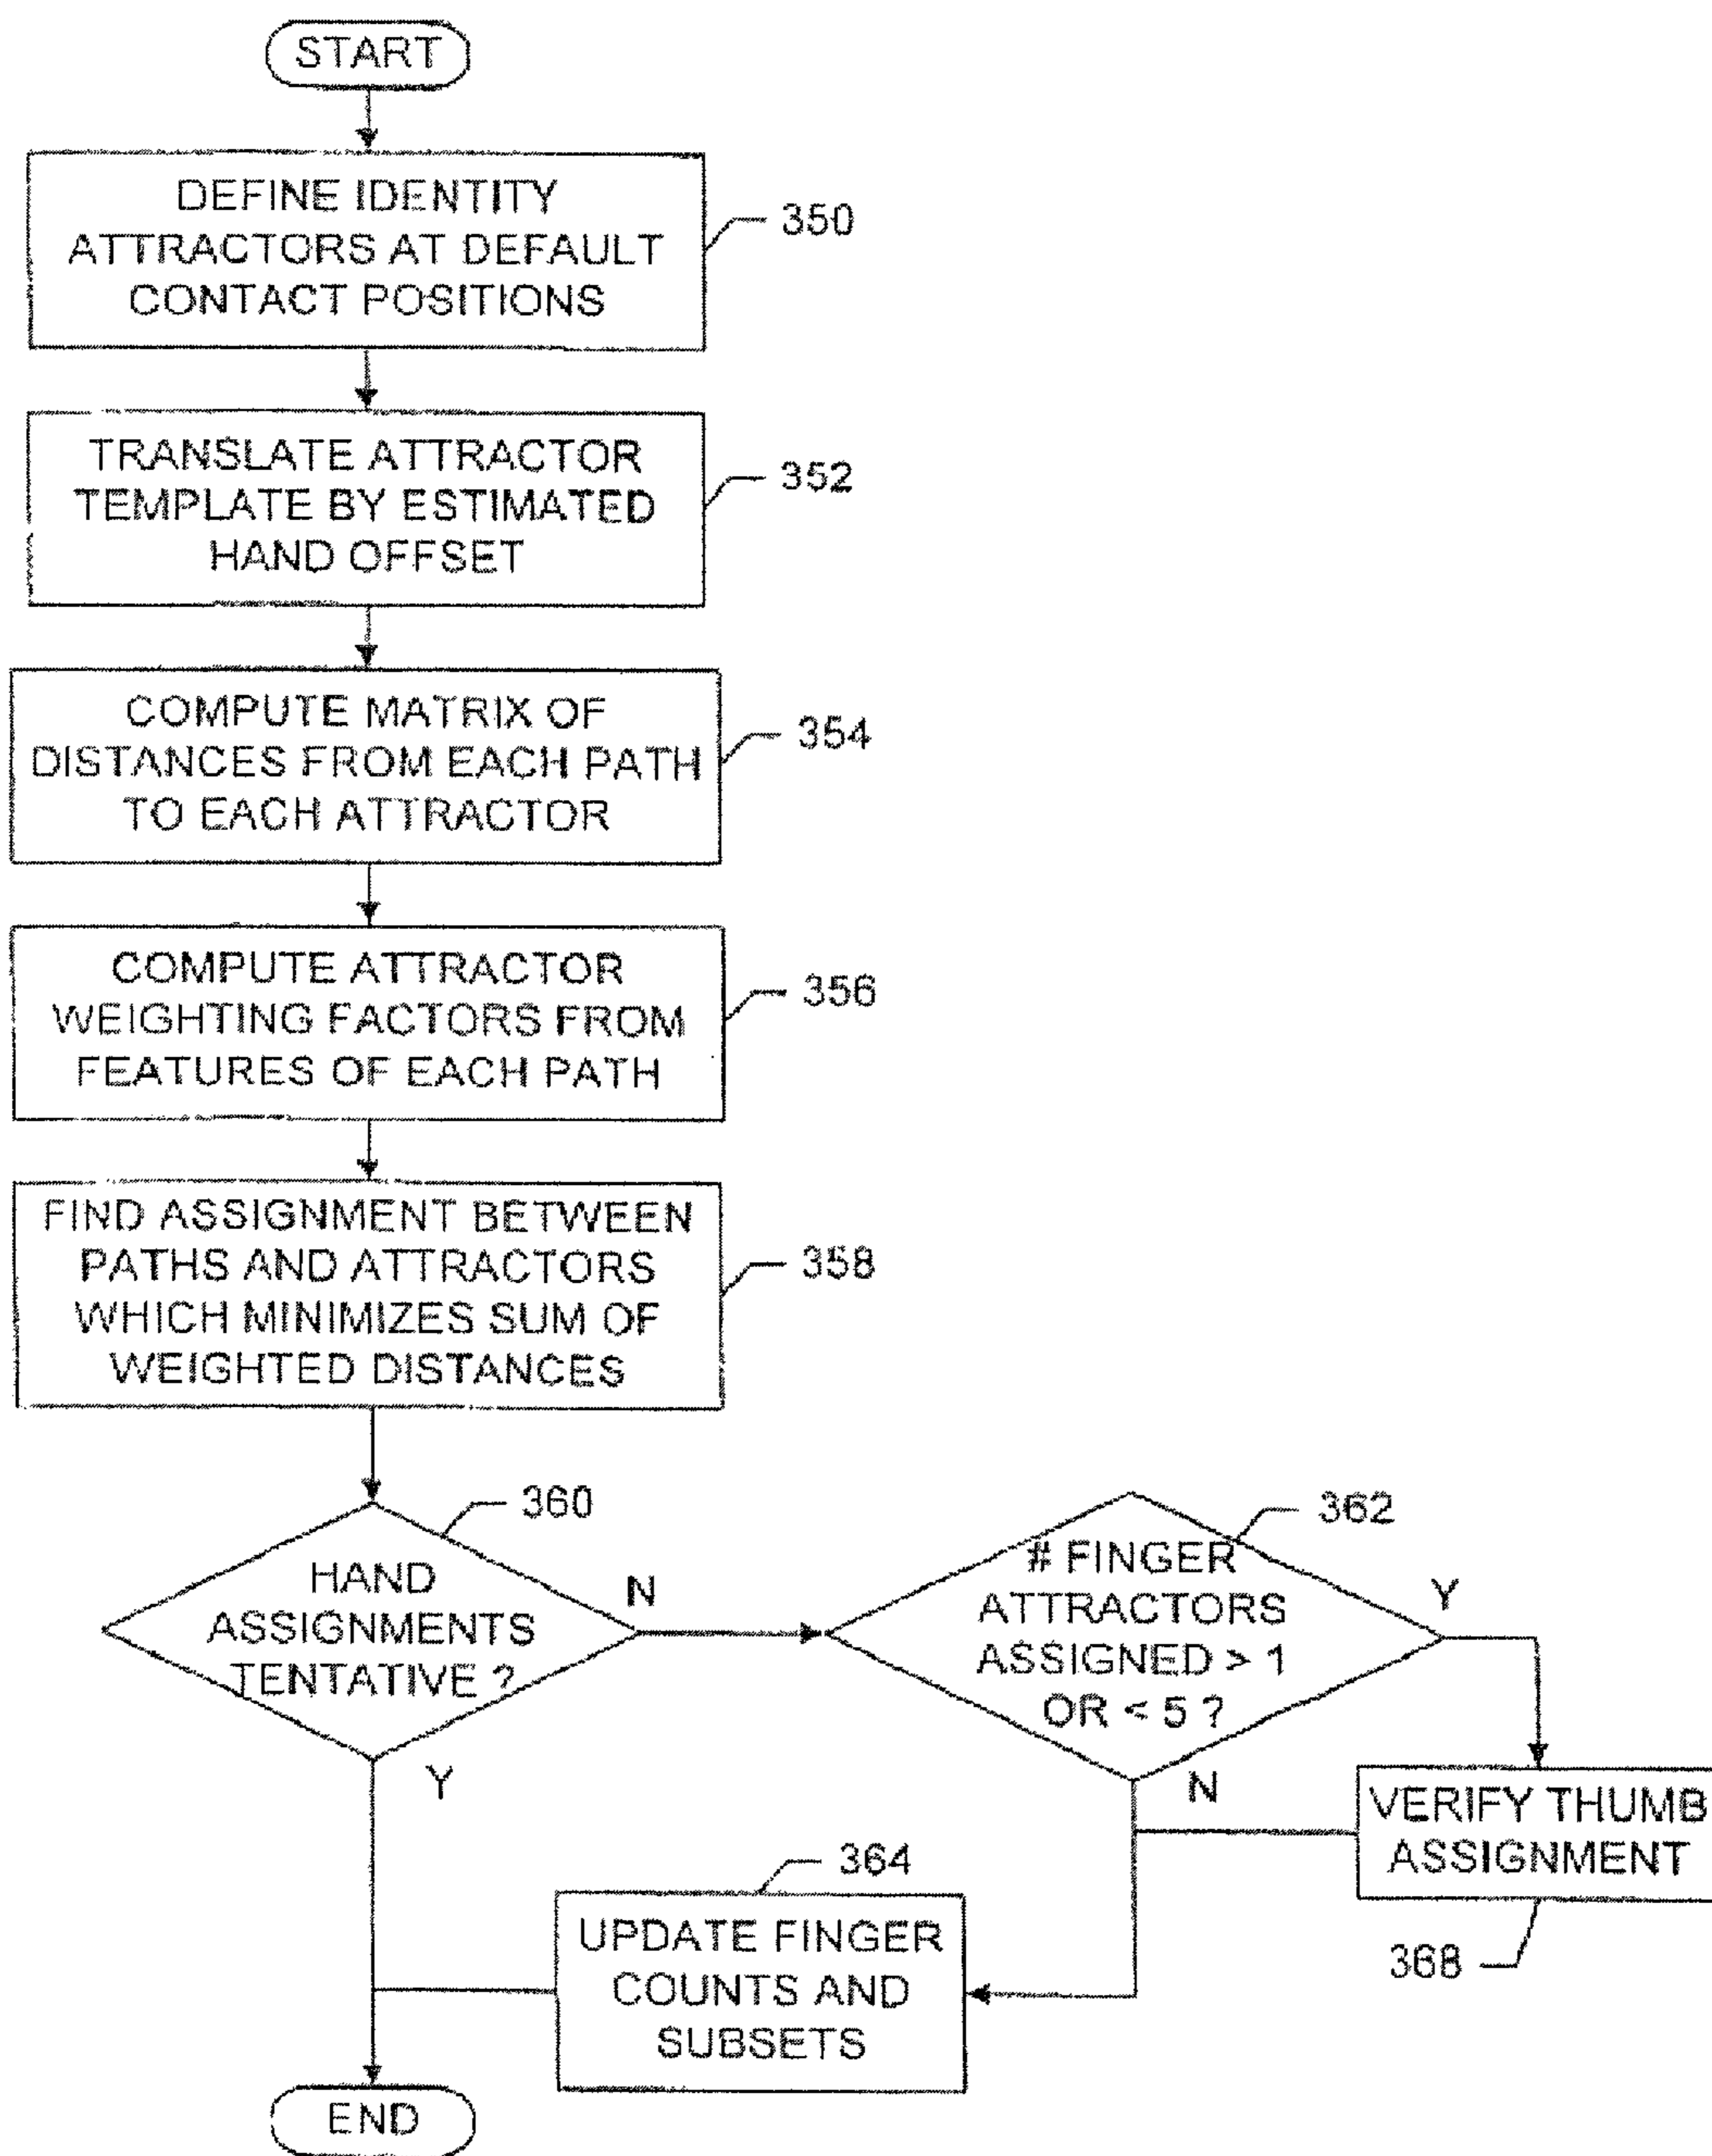 START
DEFINE IDENTITY
ATTRACTORS AT DEFAULT
CONTACT POSITIONS
350
TRANSLATE ATTRACTOR
TEMPLATE BY ESTIMATED
HAND OFFSET
352
COMPUTE MATRIX OF
DISTANCES FROM EACH PATH
TO EACH ATTRACTOR
354
COMPUTE ATTRACTOR
WEIGHTING FACTORS FROM
FEATURES OF EACH PATH
356
FIND ASSIGNMENT BETWEEN
PATHS AND ATTRACTORS
WHICH MINIMIZES SUM OF
WEIGHTED DISTANCES
358
360
HAND
ASSIGNMENTS
TENTATIVE ?
N
Y
362
# FINGER
ATTRACTORS
ASSIGNED > 1
OR < 5 ?
Y
N
VERIFY THUMB
ASSIGNMENT
368
364
UPDATE FINGER
COUNTS AND
SUBSETS
END